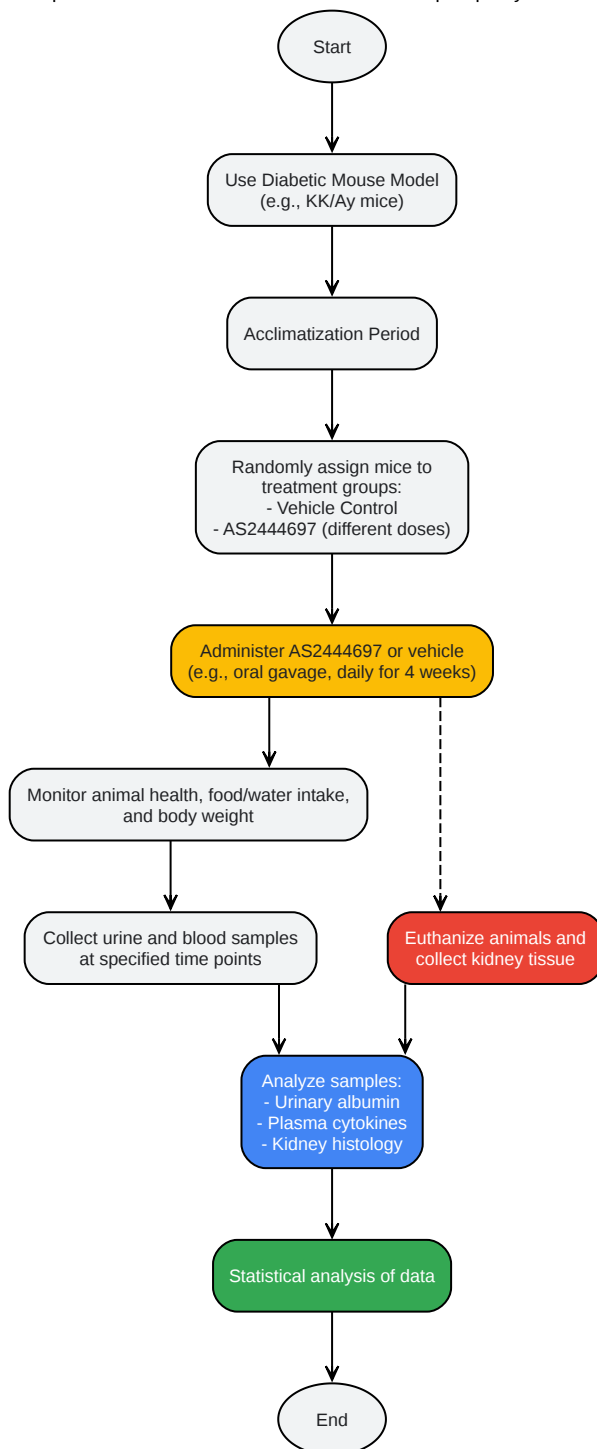 Start
Use Diabetic Mouse Model
(e.g., KK/Ay mice)
Acclimatization Period
Randomly assign mice to
treatment groups:
- Vehicle Control
- AS2444697 (different doses)
Administer AS2444697 or vehicle
(e.g., oral gavage, daily for 4 weeks)
Monitor animal health, food/water intake,
and body weight
Collect urine and blood samples
at specified time points
Euthanize animals and
collect kidney tissue
Analyze samples:
- Urinary albumin
- Plasma cytokines
- Kidney histology
Statistical analysis of data
End